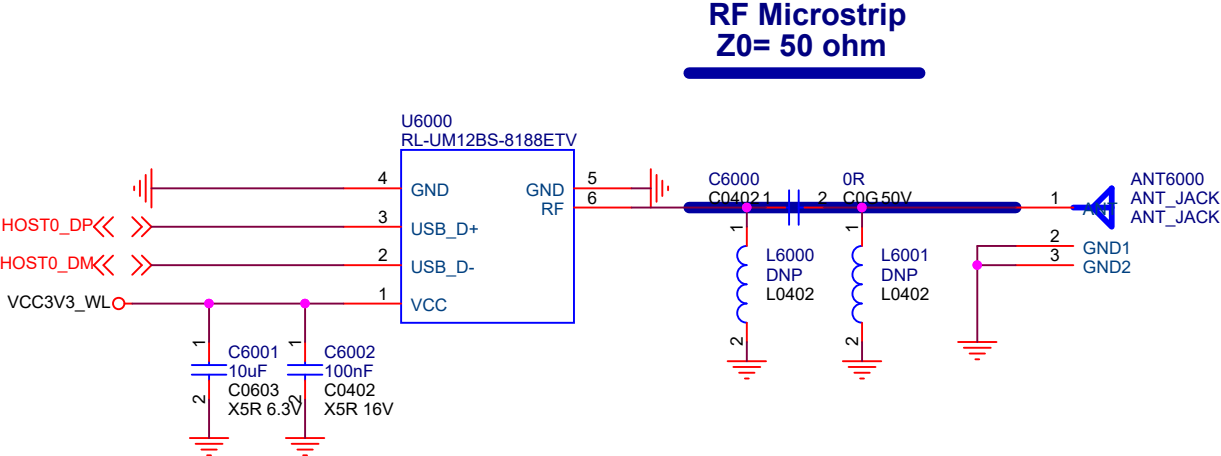 RF Microstrip
Z0= 50 ohm
U6000
RL-UM12BS-8188ETV
4 GND
GND 5
RF 6
HOST0_DP
3 USB_D+
HOST0_DM
2 USB_D-
VCC3V3_WL
1 VCC
1
C6001
10uF
C0603
X5R 6.3V
2
1
C6002
100nF
C0402
X5R 16V
2
C6000
C0402
1
2
0R
C0G 50V
1
L6000
DNP
L0402
2
1
L6001
DNP
L0402
2
1
ANT6000
ANT_JACK
ANT_JACK
2 GND1
3 GND2